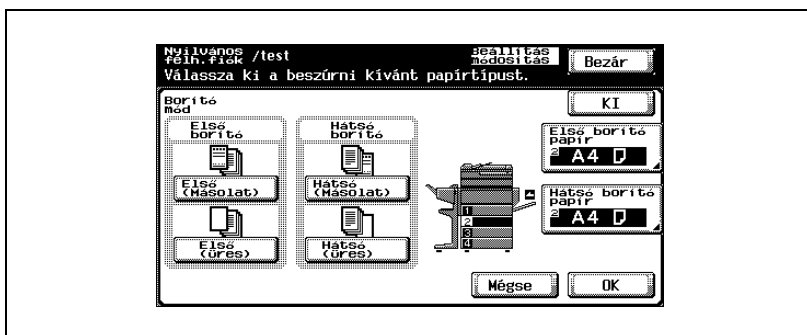 Nyilvános
felh.fiók /test
Beállítás
módosítás
Bezár
Válassza ki a beszúrni kívánt papírtípust.
Borító
mód
KI
Első
borító
Hátsó
borító
Első borító
papír
2 A4
Első
(Másolat)
Hátsó
(Másolat)
Hátsó borító
papír
2 A4
1
2
3
4
Első
(üres)
Hátsó
(üres)
Mégse
OK